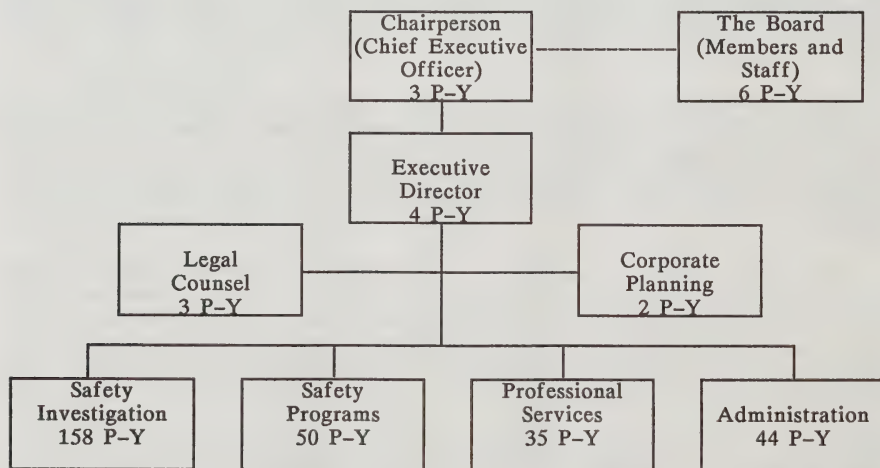 Chairperson
(Chief Executive
Officer)
3 P–Y
The Board
(Members and
Staff)
6 P–Y
Executive
Director
4 P–Y
Legal
Counsel
3 P–Y
Corporate
Planning
2 P–Y
Safety
Investigation
158 P–Y
Safety
Programs
50 P–Y
Professional
Services
35 P–Y
Administration
44 P–Y